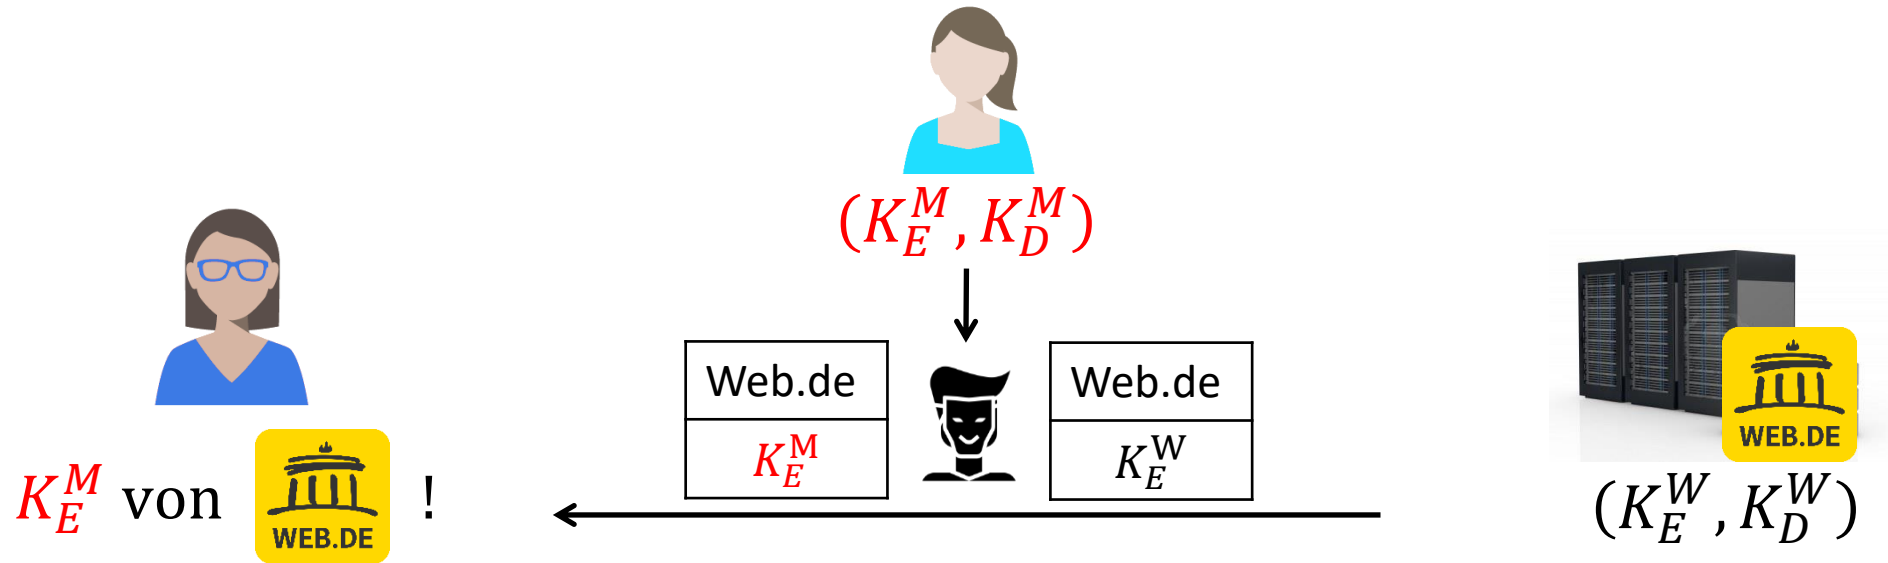 (K_E^M, K_D^M)
Web.de
K_E^M
Web.de
K_E^W
WEB.DE
(K_E^W, K_D^W)
K_E^M von WEB.DE !